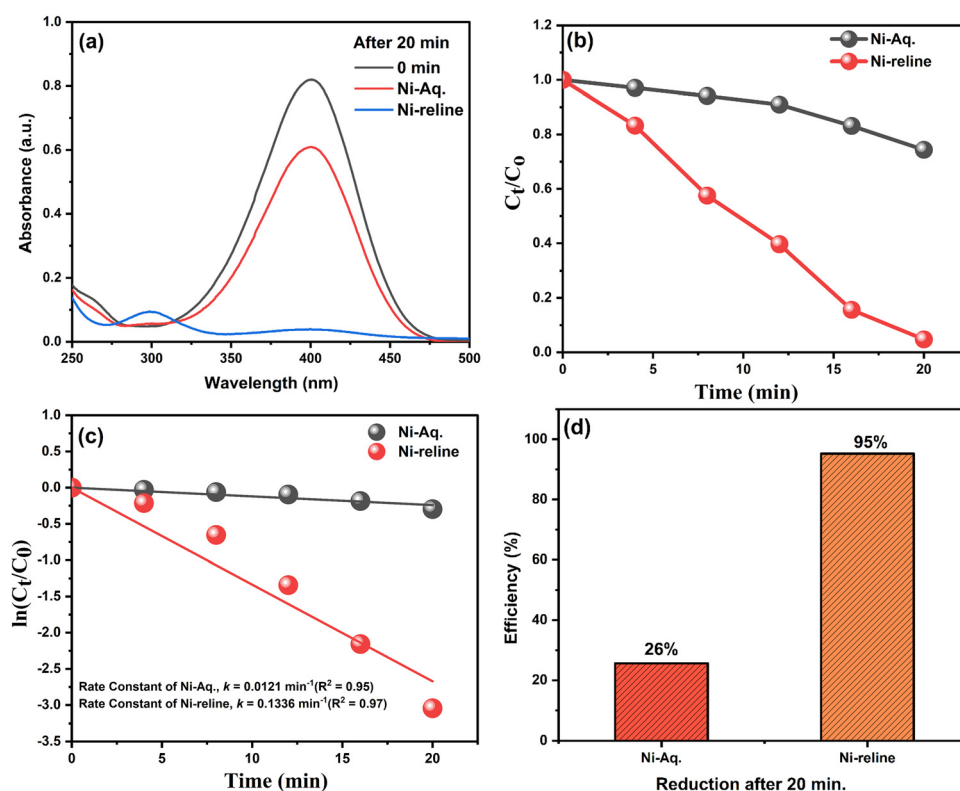 (a)
After 20 min
0 min
Ni-Aq.
Ni-reline
0.0
0.2
0.4
0.6
0.8
1.0
Absorbance (a.u.)
250
300
350
400
450
500
Wavelength (nm)
(b)
Ni-Aq.
Ni-reline
0.0
0.2
0.4
0.6
0.8
1.0
1.2
Ct/Co
0
5
10
15
20
Time (min)
(c)
Ni-Aq.
Ni-reline
0.5
0.0
-0.5
-1.0
-1.5
-2.0
-2.5
-3.0
-3.5
ln(Ct/C0)
Rate Constant of Ni-Aq., k = 0.0121 min⁻¹(R² = 0.95)
Rate Constant of Ni-reline, k = 0.1336 min⁻¹(R² = 0.97)
0
5
10
15
20
Time (min)
(d)
95%
26%
0
20
40
60
80
100
Efficiency (%)
Ni-Aq.
Ni-reline
Reduction after 20 min.